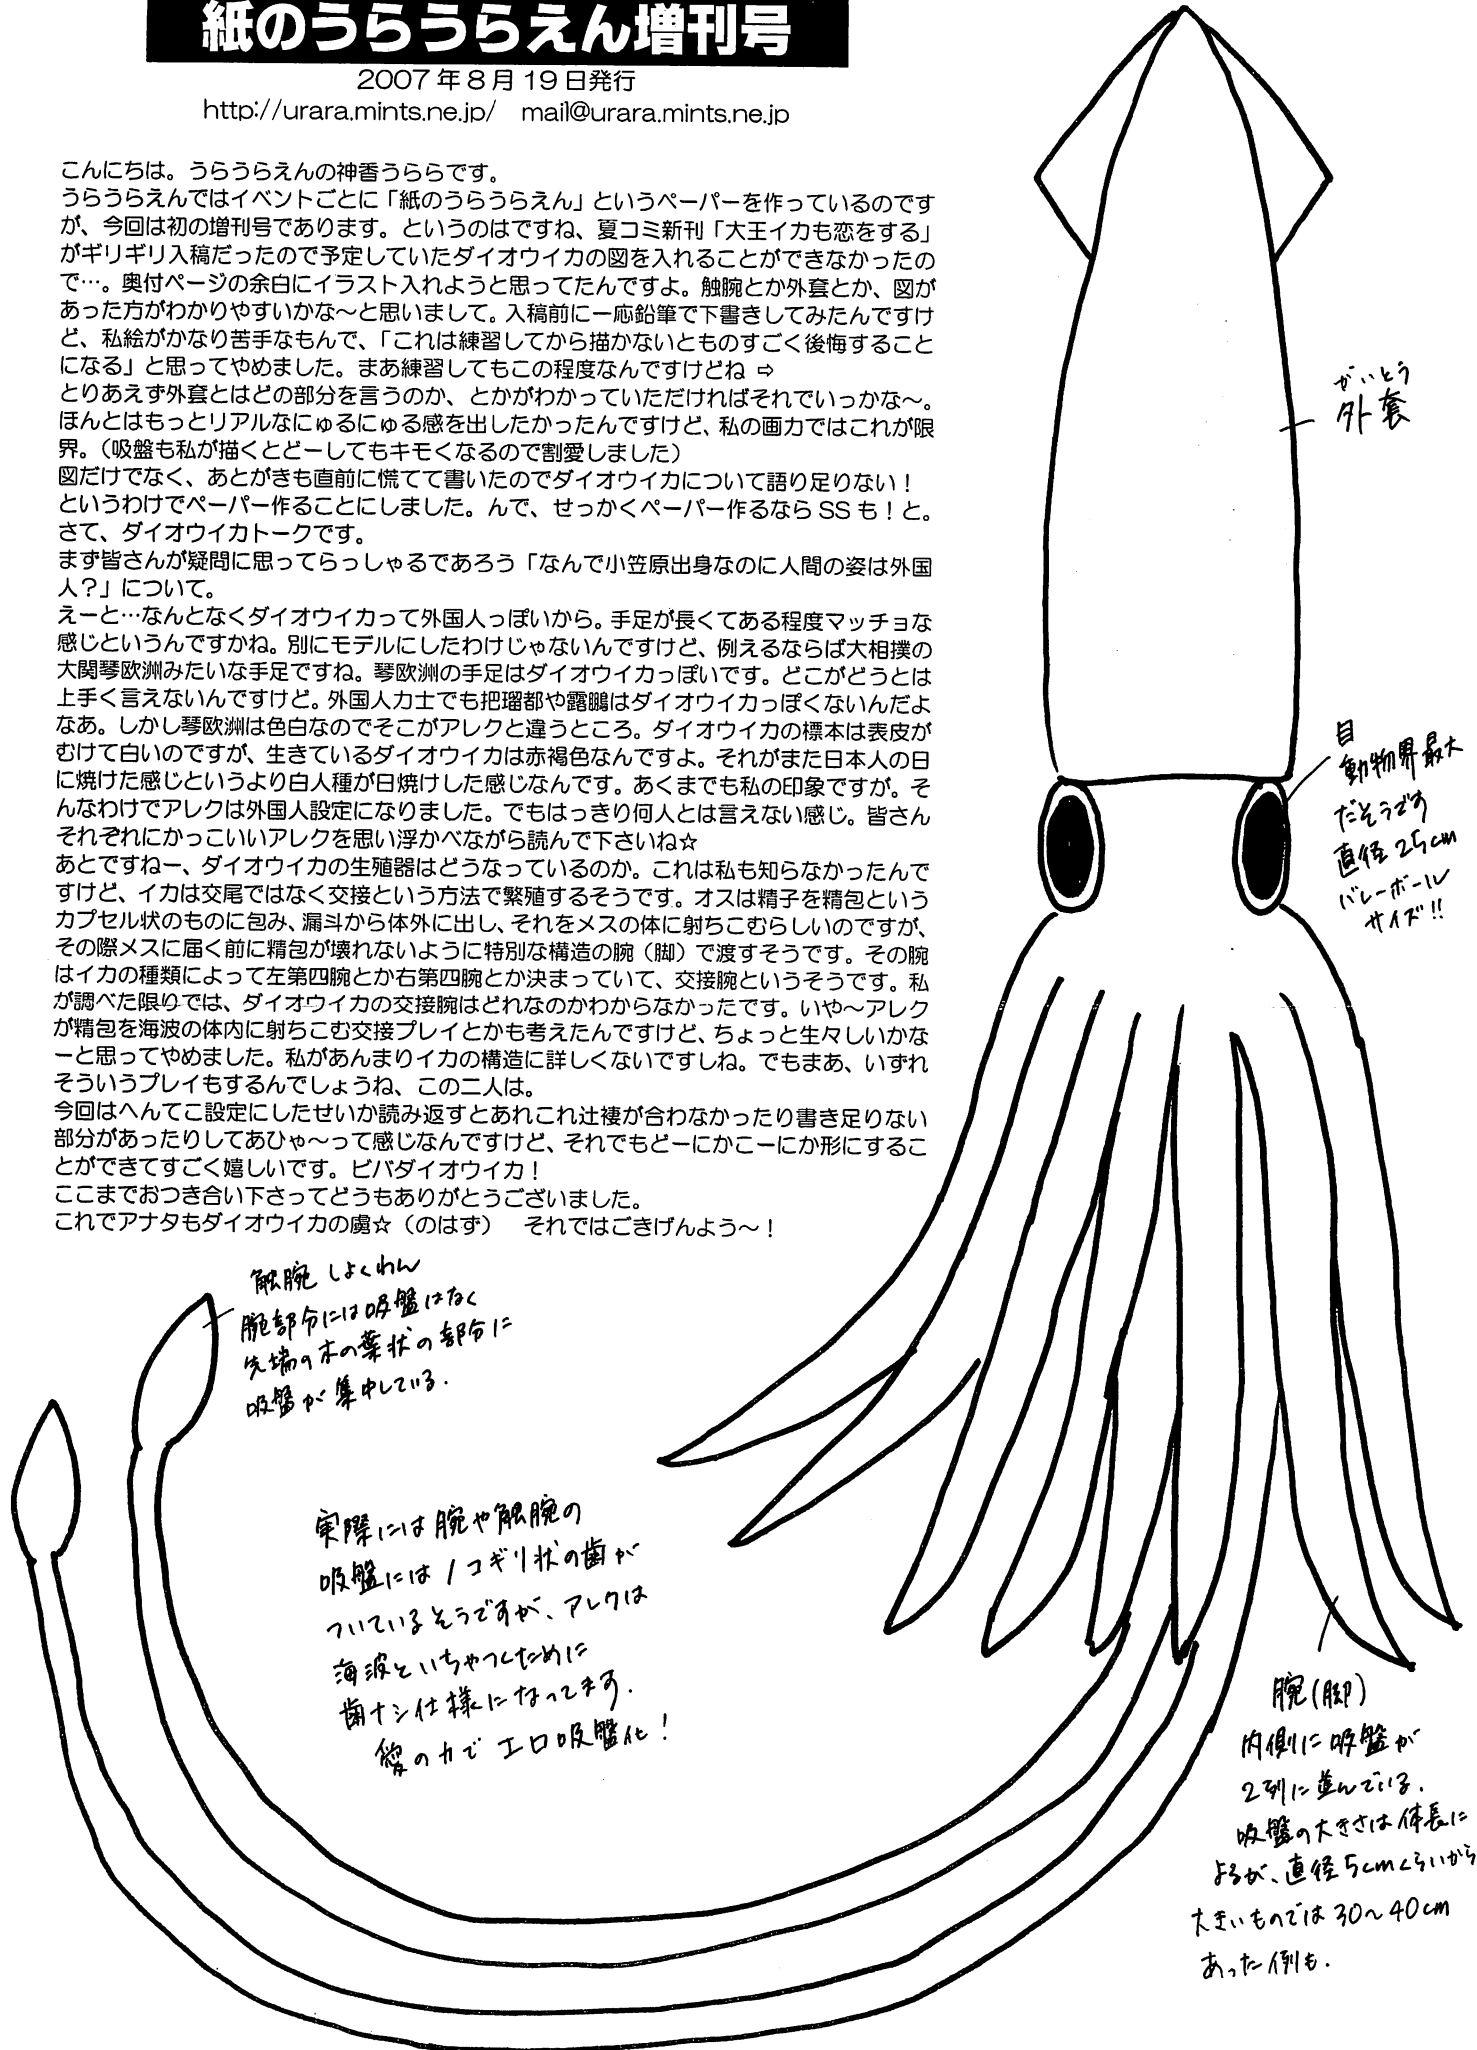 紙のうらうらえん増刊号
2007年8月19日発行
http://urara.mints.ne.jp/　mail@urara.mints.ne.jp
こんにちは。うらうらえんの神香うららです。
うらうらえんではイベントごとに「紙のうらうらえん」というペーパーを作っているのです
が、今回は初の増刊号であります。というのはですね、夏コミ新刊「大王イカも恋をする」
がギリギリ入稿だったので予定していたダイオウイカの図を入れることができなかったの
で…。奥付ページの余白にイラスト入れようと思ってたんですよ。触腕とか外套とか、図が
あった方がわかりやすいかな～と思いまして。入稿前に一応鉛筆で下書きしてみたんですけ
ど、私絵がかなり苦手なもんで、「これは練習してから描かないとものすごく後悔すること
になる」と思ってやめました。まあ練習してもこの程度なんですけどね ⇨
とりあえず外套とはどの部分を言うのか、とかがわかっていただければそれでいっかな～。
ほんとはもっとリアルなにゅるにゅる感を出したかったんですけど、私の画力ではこれが限
界。（吸盤も私が描くとどーしてもキモくなるので割愛しました）
図だけでなく、あとがきも直前に慌てて書いたのでダイオウイカについて語り足りない！
というわけでペーパー作ることにしました。んで、せっかくペーパー作るならSSも！と。
さて、ダイオウイカトークです。
まず皆さんが疑問に思ってらっしゃるであろう「なんで小笠原出身なのに人間の姿は外国
人？」について。
えーと…なんとなくダイオウイカって外国人っぽいから。手足が長くてある程度マッチョな
感じというんですかね。別にモデルにしたわけじゃないんですけど、例えるならば大相撲の
大関琴欧洲みたいな手足ですね。琴欧洲の手足はダイオウイカっぽいです。どこがどうとは
上手く言えないんですけど。外国人力士でも把瑠都や露鵬はダイオウイカっぽくないんだよ
なあ。しかし琴欧洲は色白なのでそこがアレクと違うところ。ダイオウイカの標本は表皮が
むけて白いのですが、生きているダイオウイカは赤褐色なんですよ。それがまた日本人の日
に焼けた感じというより白人種が日焼けした感じなんです。あくまでも私の印象ですが。そ
んなわけでアレクは外国人設定になりました。でもはっきり何人とは言えない感じ。皆さん
それぞれにかっこいいアレクを思い浮かべながら読んで下さいね☆
あとですねー、ダイオウイカの生殖器はどうなっているのか。これは私も知らなかったんで
すけど、イカは交尾ではなく交接という方法で繁殖するそうです。オスは精子を精包という
カプセル状のものに包み、漏斗から体外に出し、それをメスの体に射ちこむらしいのですが、
その際メスに届く前に精包が壊れないように特別な構造の腕（脚）で渡すそうです。その腕
はイカの種類によって左第四腕とか右第四腕とか決まっていて、交接腕というそうです。私
が調べた限りでは、ダイオウイカの交接腕はどれなのかわからなかったです。いや～アレク
が精包を海波の体内に射ちこむ交接プレイとかも考えたんですけど、ちょっと生々しいかな
ーと思ってやめました。私があんまりイカの構造に詳しくないですしね。でもまあ、いずれ
そういうプレイもするんでしょうね、この二人は。
今回はへんてこ設定にしたせいか読み返すとあれこれ辻褄が合わなかったり書き足りない
部分があったりしてあひゃ～って感じなんですけど、それでもどーにかこーにか形にするこ
とができてすごく嬉しいです。ビバダイオウイカ！
ここまでおつき合い下さってどうもありがとうございました。
これでアナタもダイオウイカの虜☆（のはず）　それではごきげんよう～！
がいとう
外套
目
動物界最大
だそうです
直径25cm
バレーボール
サイズ!!
触腕 しょくわん
腕部分には吸盤はなく
先端の木の葉状の部分に
吸盤が集中している.
実際には腕や触腕の
吸盤にはノコギリ状の歯が
ついているそうですが、アレクは
海波といちゃつくために
歯ナシ仕様になってます.
愛の力でエロ吸盤化！
腕(脚)
内側に吸盤が
2列に並んでいる.
吸盤の大きさは体長に
よるが、直径5cmくらいから
大きいものでは30～40cm
あった例も.